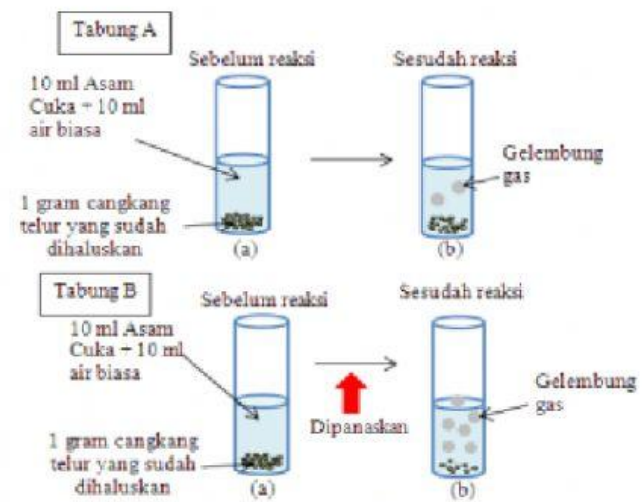 Tabung A
Sebelum reaksi
Sesudah reaksi
10 ml Asam
Cuka + 10 ml
air biasa
Gelembung
gas
1 gram cangkang
telur yang sudah
dihaluskan
(a)
(b)
Tabung B
Sebelum reaksi
Sesudah reaksi
10 ml Asam
Cuka + 10 ml
air biasa
Dipanaskan
Gelembung
gas
1 gram cangkang
telur yang sudah
dihaluskan
(a)
(b)